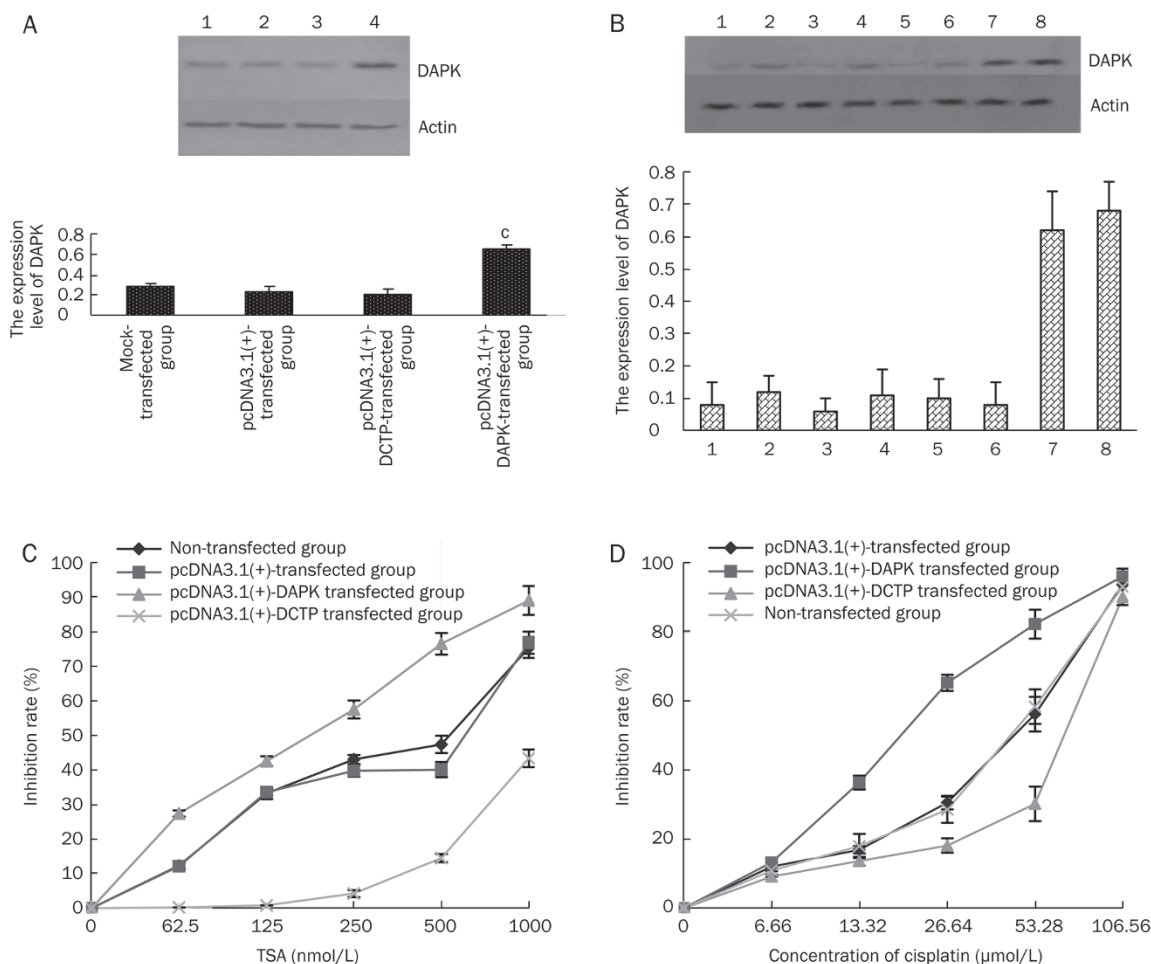 A
1 2 3 4
DAPK
Actin
The expression
level of DAPK
0.8
0.6
0.4
0.2
0
c
Mock-
transfected
group
pcDNA3.1(+)-
transfected
group
pcDNA3.1(+)-
DCTP-transfected
group
pcDNA3.1(+)-
DAPK-transfected
group
B
1 2 3 4 5 6 7 8
DAPK
Actin
The expression level of DAPK
0.8
0.7
0.6
0.5
0.4
0.3
0.2
0.1
0
1 2 3 4 5 6 7 8
C
Non-transfected group
pcDNA3.1(+)-transfected group
pcDNA3.1(+)-DAPK transfected group
pcDNA3.1(+)-DCTP transfected group
Inhibition rate (%)
100
90
80
70
60
50
40
30
20
10
0
0 62.5 125 250 500 1000
TSA (nmol/L)
D
pcDNA3.1(+)-transfected group
pcDNA3.1(+)-DAPK transfected group
pcDNA3.1(+)-DCTP transfected group
Non-transfected group
Inhibition rate (%)
100
80
60
40
20
0
0 6.66 13.32 26.64 53.28 106.56
Concentration of cisplatin (μmol/L)